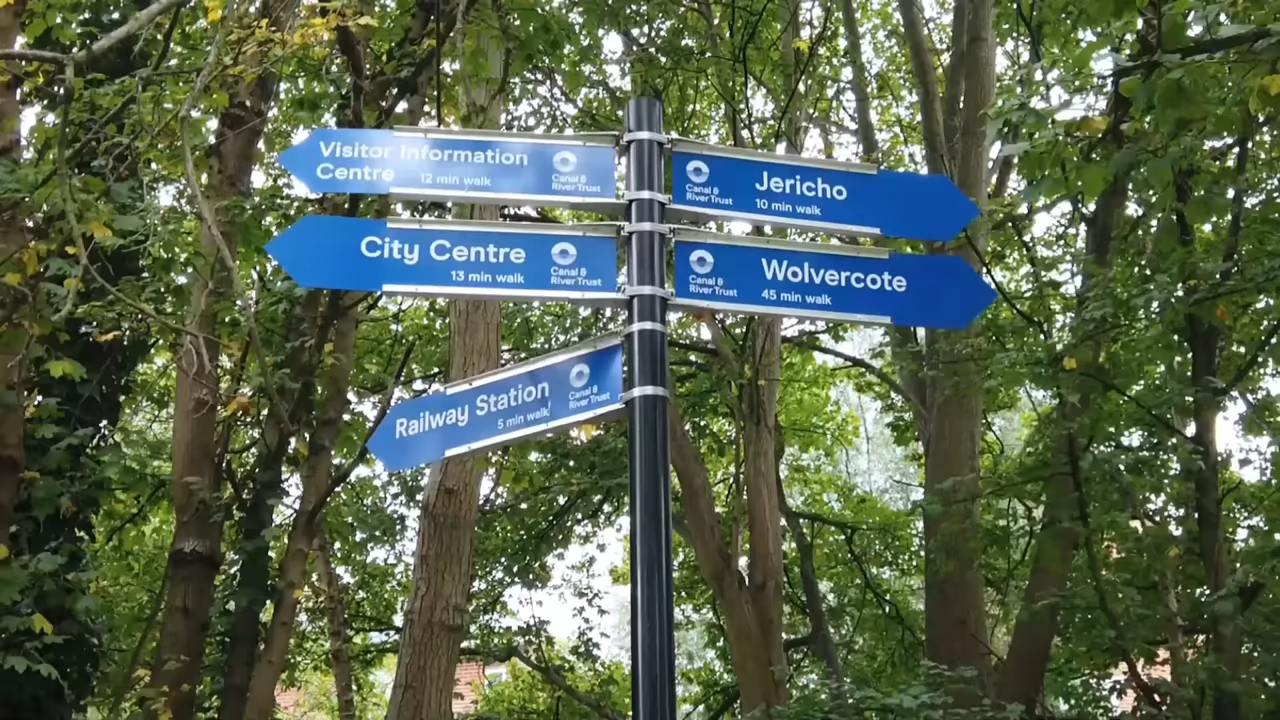 Visitor Information
Centre
12 min walk
Canal &
River Trust
Canal &
River Trust
Jericho
10 min walk
City Centre
13 min walk
Canal &
River Trust
Canal &
River Trust
Wolvercote
45 min walk
Railway Station
5 min walk
Canal &
River Trust